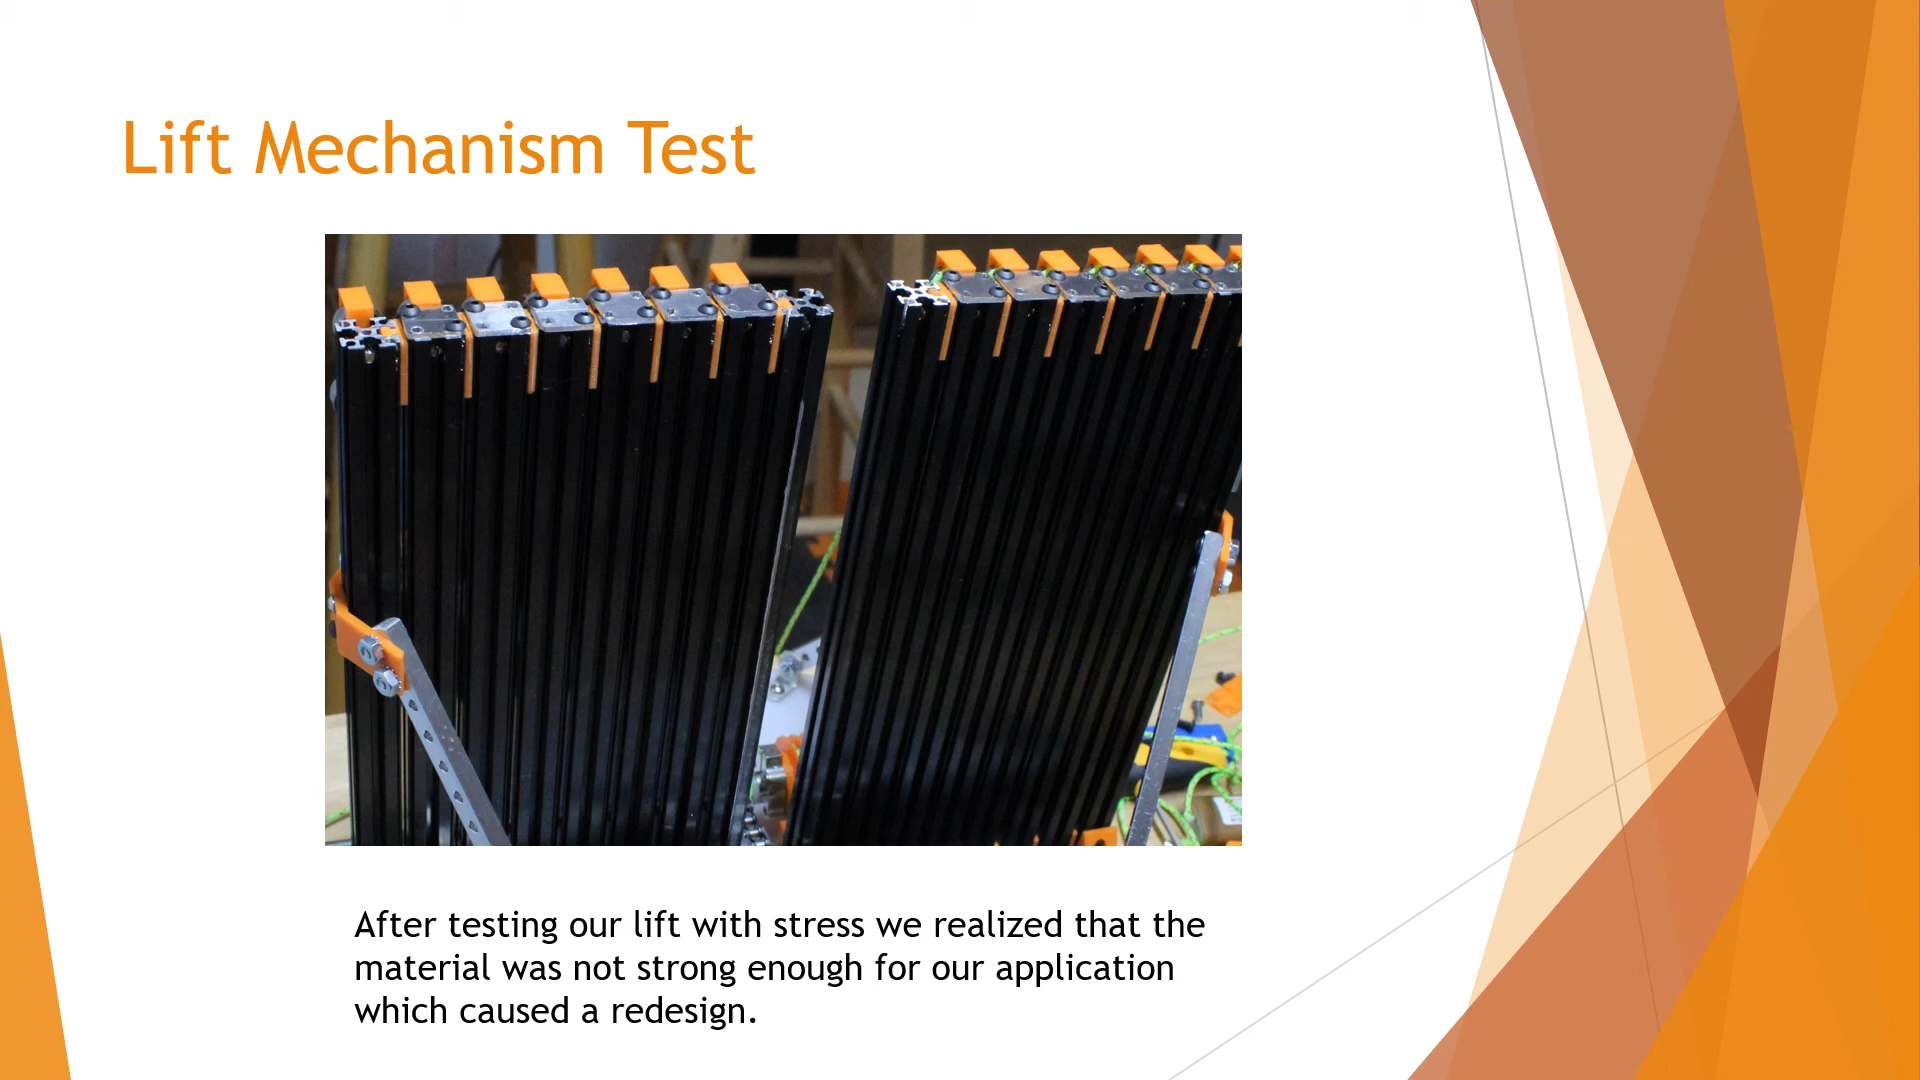 Lift Mechanism Test
After testing our lift with stress we realized that the
material was not strong enough for our application
which caused a redesign.